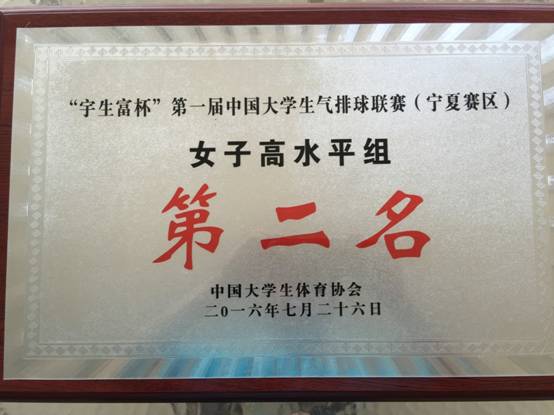 “宇生富杯”第一届中国大学生气排球联赛（宁夏赛区）
女子高水平组
第二名
中国大学生体育协会
二〇一六年七月二十六日